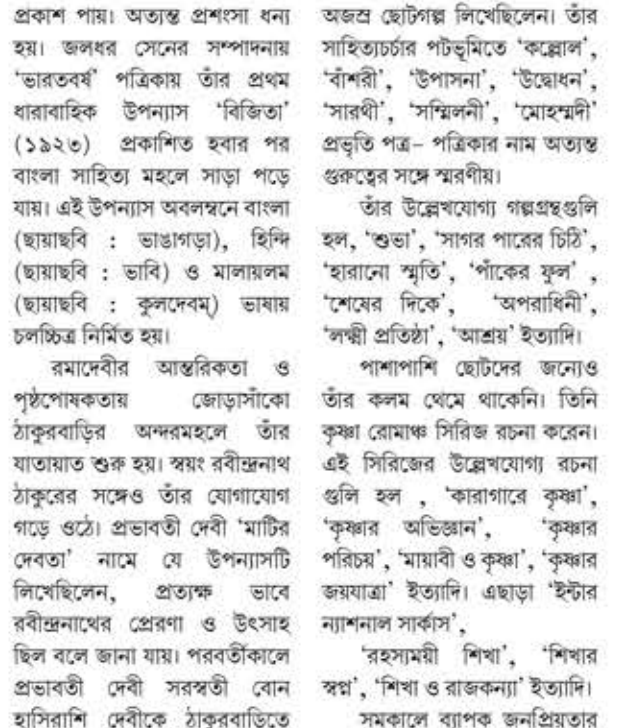 প্রকাশ পায়। অত্যন্ত প্রশংসা ধন্য
হয়। জলধর সেনের সম্পাদনায়
‘ভারতবর্ষ’ পত্রিকায় তাঁর প্রথম
ধারাবাহিক উপন্যাস ‘বিজিতা’
(১৯২৩) প্রকাশিত হবার পর
বাংলা সাহিত্য মহলে সাড়া পড়ে
যায়। এই উপন্যাস অবলম্বনে বাংলা
(ছায়াছবি : ভাঙাগড়া), হিন্দি
(ছায়াছবি : ভাবি) ও মালায়লম
(ছায়াছবি : কুলদেবম্) ভাষায়
চলচ্চিত্র নির্মিত হয়।
রমাদেবীর আন্তরিকতা ও
পৃষ্ঠপোষকতায় জোড়াসাঁকো
ঠাকুরবাড়ির অন্দরমহলে তাঁর
যাতায়াত শুরু হয়। স্বয়ং রবীন্দ্রনাথ
ঠাকুরের সঙ্গেও তাঁর যোগাযোগ
গড়ে ওঠে। প্রভাবতী দেবী ‘মাটির
দেবতা’ নামে যে উপন্যাসটি
লিখেছিলেন, প্রত্যক্ষ ভাবে
রবীন্দ্রনাথের প্রেরণা ও উৎসাহ
ছিল বলে জানা যায়। পরবর্তীকালে
প্রভাবতী দেবী সরস্বতী বোন
হাসিরাশি দেবীকে ঠাকুরবাড়িতে
অজস্র ছোটগল্প লিখেছিলেন। তাঁর
সাহিত্যচর্চার পটভূমিতে ‘কল্লোল’,
‘বাঁশরী’, ‘উপাসনা’, ‘উদ্বোধন’,
‘সারথী’, ‘সম্মিলনী’, ‘মোহম্মদী’
প্রভৃতি পত্র– পত্রিকার নাম অত্যন্ত
গুরুত্বের সঙ্গে স্মরণীয়।
তাঁর উল্লেখযোগ্য গল্পগ্রন্থগুলি
হল, ‘শুভা’, ‘সাগর পারের চিঠি’,
‘হারানো স্মৃতি’, ‘পাঁকের ফুল’ ,
‘শেষের দিকে’, ‘অপরাধিনী’,
‘লক্ষ্মী প্রতিষ্ঠা’, ‘আশ্রয়’ ইত্যাদি।
পাশাপাশি ছোটদের জন্যেও
তাঁর কলম থেমে থাকেনি। তিনি
কৃষ্ণা রোমাঞ্চ সিরিজ রচনা করেন।
এই সিরিজের উল্লেখযোগ্য রচনা
গুলি হল , ‘কারাগারে কৃষ্ণা’,
‘কৃষ্ণার অভিজ্ঞান’, ‘কৃষ্ণার
পরিচয়’, ‘মায়াবী ও কৃষ্ণা’, ‘কৃষ্ণার
জয়যাত্রা’ ইত্যাদি। এছাড়া ‘ইন্টার
ন্যাশনাল সার্কাস’,
‘রহস্যময়ী শিখা’, ‘শিখার
স্বপ্ন’, ‘শিখা ও রাজকন্যা’ ইত্যাদি।
সমকালে ব্যাপক জনপ্রিয়তার